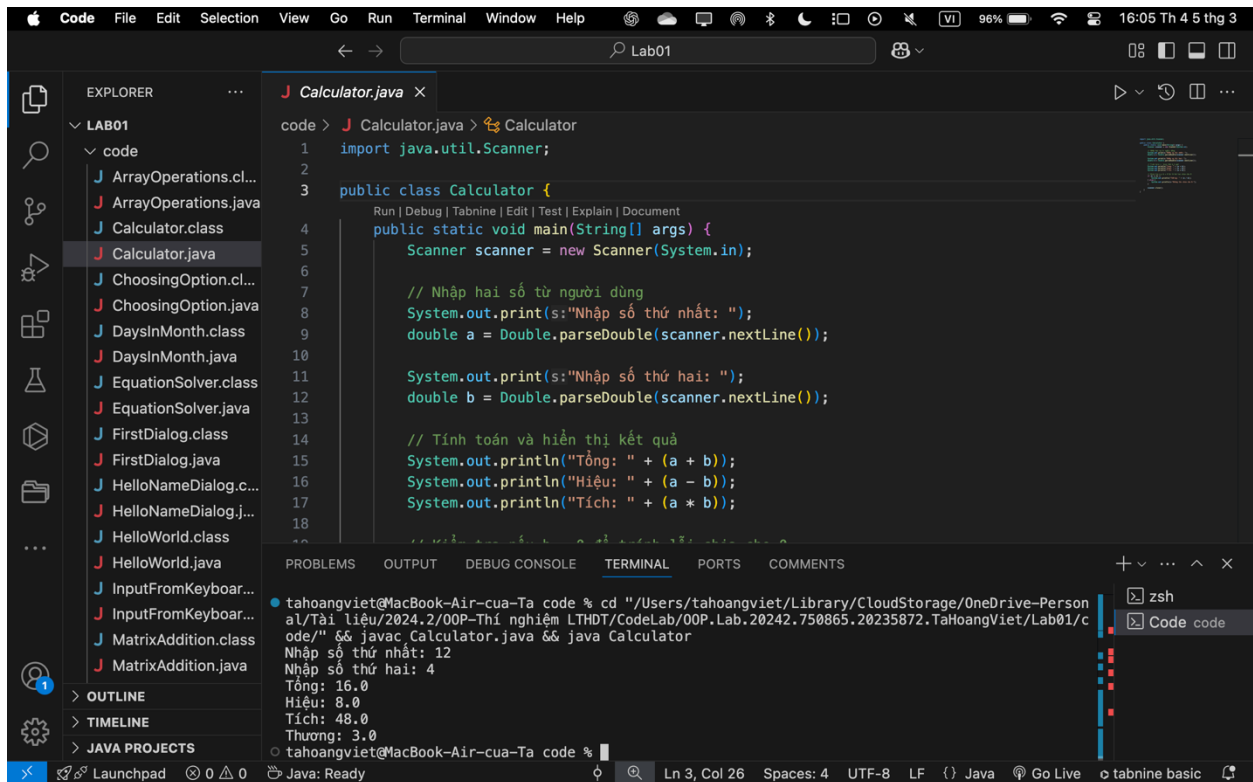 Code File Edit Selection View Go Run Terminal Window Help VI 96% 16:05 Th 4 5 thg 3
Lab01
EXPLORER
LAB01
code
ArrayOperations.cl...
ArrayOperations.java
Calculator.class
Calculator.java
ChoosingOption.cl...
ChoosingOption.java
DaysInMonth.class
DaysInMonth.java
EquationSolver.class
EquationSolver.java
FirstDialog.class
FirstDialog.java
HelloNameDialog.c...
HelloNameDialog.j...
HelloWorld.class
HelloWorld.java
InputFromKeyboar...
InputFromKeyboar...
MatrixAddition.class
MatrixAddition.java
OUTLINE
TIMELINE
JAVA PROJECTS
J Calculator.java
code > J Calculator.java > Calculator
1 import java.util.Scanner;
2
3 public class Calculator {
Run | Debug | Tabnine | Edit | Test | Explain | Document
4 public static void main(String[] args) {
5 Scanner scanner = new Scanner(System.in);
6
7 // Nhập hai số từ người dùng
8 System.out.print(s:"Nhập số thứ nhất: ");
9 double a = Double.parseDouble(scanner.nextLine());
10
11 System.out.print(s:"Nhập số thứ hai: ");
12 double b = Double.parseDouble(scanner.nextLine());
13
14 // Tính toán và hiển thị kết quả
15 System.out.println("Tổng: " + (a + b));
16 System.out.println("Hiệu: " + (a - b));
17 System.out.println("Tích: " + (a * b));
18
PROBLEMS OUTPUT DEBUG CONSOLE TERMINAL PORTS COMMENTS
tahoangviet@MacBook-Air-cua-Ta code % cd "/Users/tahoangviet/Library/CloudStorage/OneDrive-Person
al/Tài liệu/2024.2/OOP-Thí nghiệm LTHDT/CodeLab/OOP.Lab.20242.750865.20235872.TaHoangViet/Lab01/c
ode/" && javac Calculator.java && java Calculator
Nhập số thứ nhất: 12
Nhập số thứ hai: 4
Tổng: 16.0
Hiệu: 8.0
Tích: 48.0
Thương: 3.0
tahoangviet@MacBook-Air-cua-Ta code %
zsh
Code code
1
Launchpad 0 0 Java: Ready Ln 3, Col 26 Spaces: 4 UTF-8 LF {} Java Go Live tabnine basic